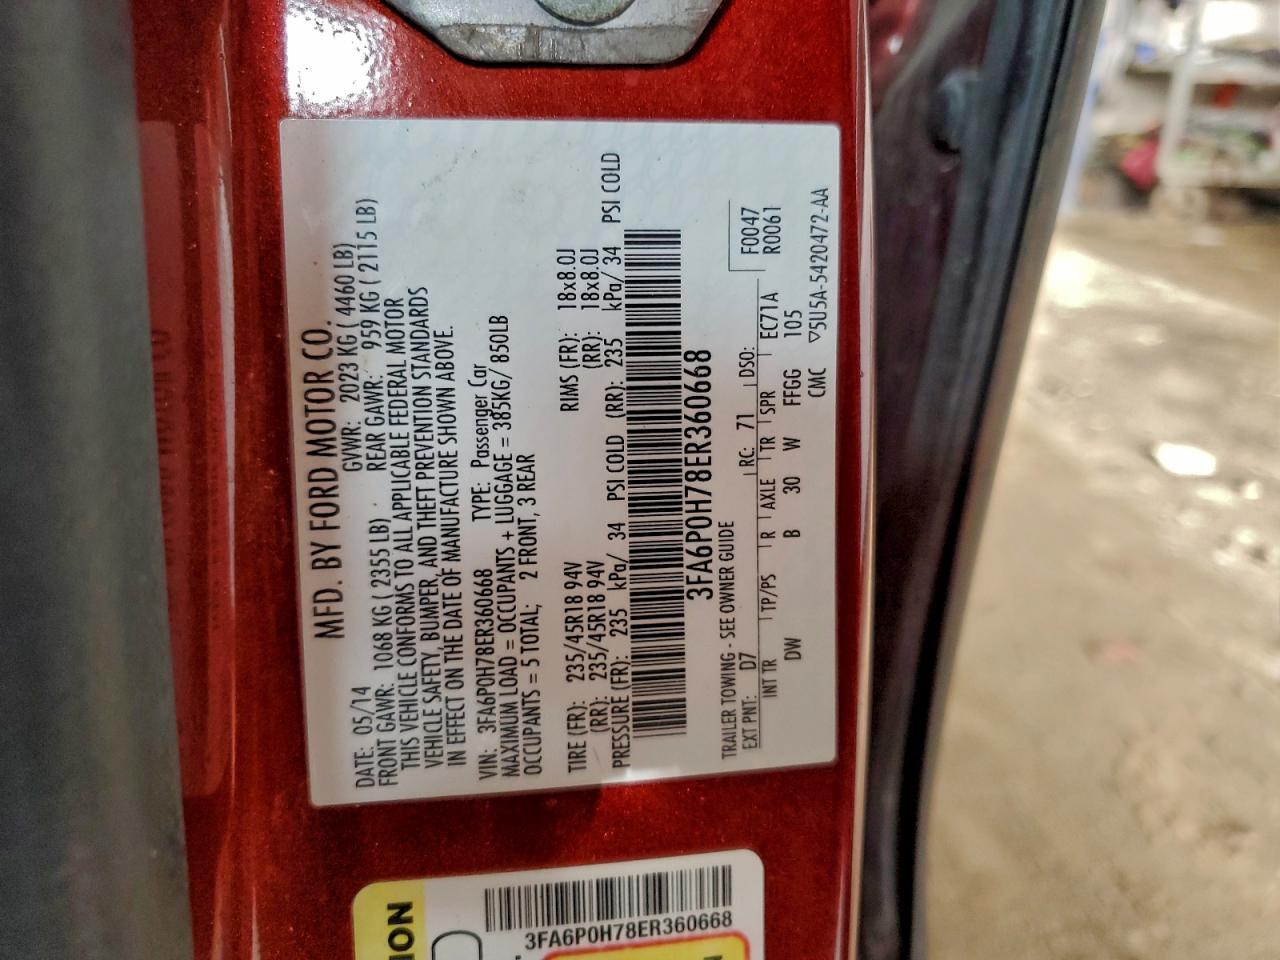 MFD. BY FORD MOTOR CO.
DATE: 05/14 GVWR: 2023 KG ( 4460 LB)
FRONT GAWR: 1068 KG ( 2355 LB) REAR GAWR: 959 KG ( 2115 LB)
THIS VEHICLE CONFORMS TO ALL APPLICABLE FEDERAL MOTOR
VEHICLE SAFETY, BUMPER, AND THEFT PREVENTION STANDARDS
IN EFFECT ON THE DATE OF MANUFACTURE SHOWN ABOVE.
VIN: 3FA6P0H78ER360668 TYPE: Passenger Car
MAXIMUM LOAD = OCCUPANTS + LUGGAGE = 385KG/ 850LB
OCCUPANTS = 5 TOTAL; 2 FRONT, 3 REAR
TIRE (FR): 235/45R18 94V RIMS (FR): 18x8.0J
(RR): 235/45R18 94V (RR): 18x8.0J
PRESSURE (FR): 235 kPa/ 34 PSI COLD (RR): 235 kPa/ 34 PSI COLD
3FA6P0H78ER360668
TRAILER TOWING - SEE OWNER GUIDE
EXT PNT: D7 RC: 71 DSO: F0047
R0061
INT TR TP/PS R AXLE TR SPR EC71A
DW B 30 W FFGG 105
CMC ▽5U5A-5420472-AA
ION
3FA6P0H78ER360668